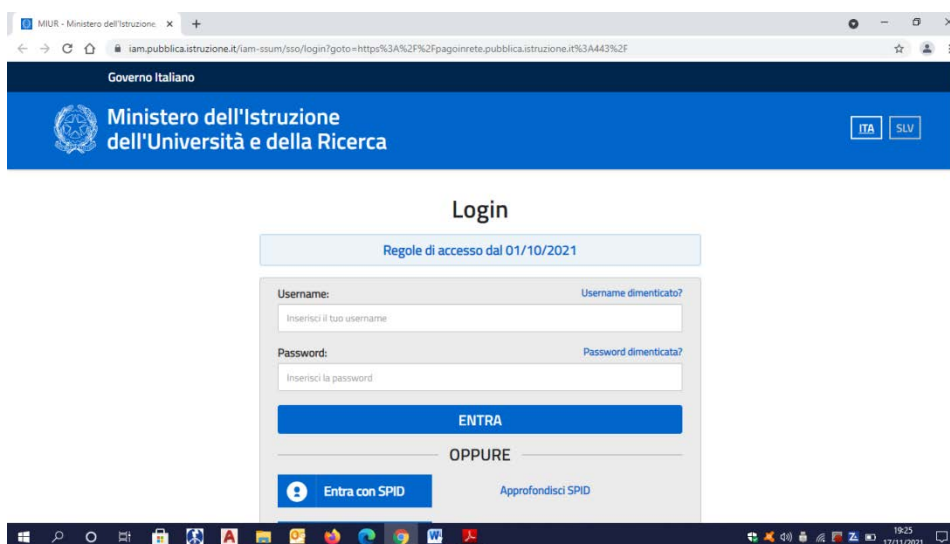 MIUR - Ministero dell'Istruzione
iam.pubblica.istruzione.it/iam-ssum/sso/login?goto=https%3A%2F%2Fpagoinrete.pubblica.istruzione.it%3A443%2F
Governo Italiano
Ministero dell'Istruzione
dell'Università e della Ricerca
ITA SLV
Login
Regole di accesso dal 01/10/2021
Username: Username dimenticato?
Inserisci il tuo username
Password: Password dimenticata?
Inserisci la password
ENTRA
OPPURE
Entra con SPID Approfondisci SPID
19:25
17/11/2021